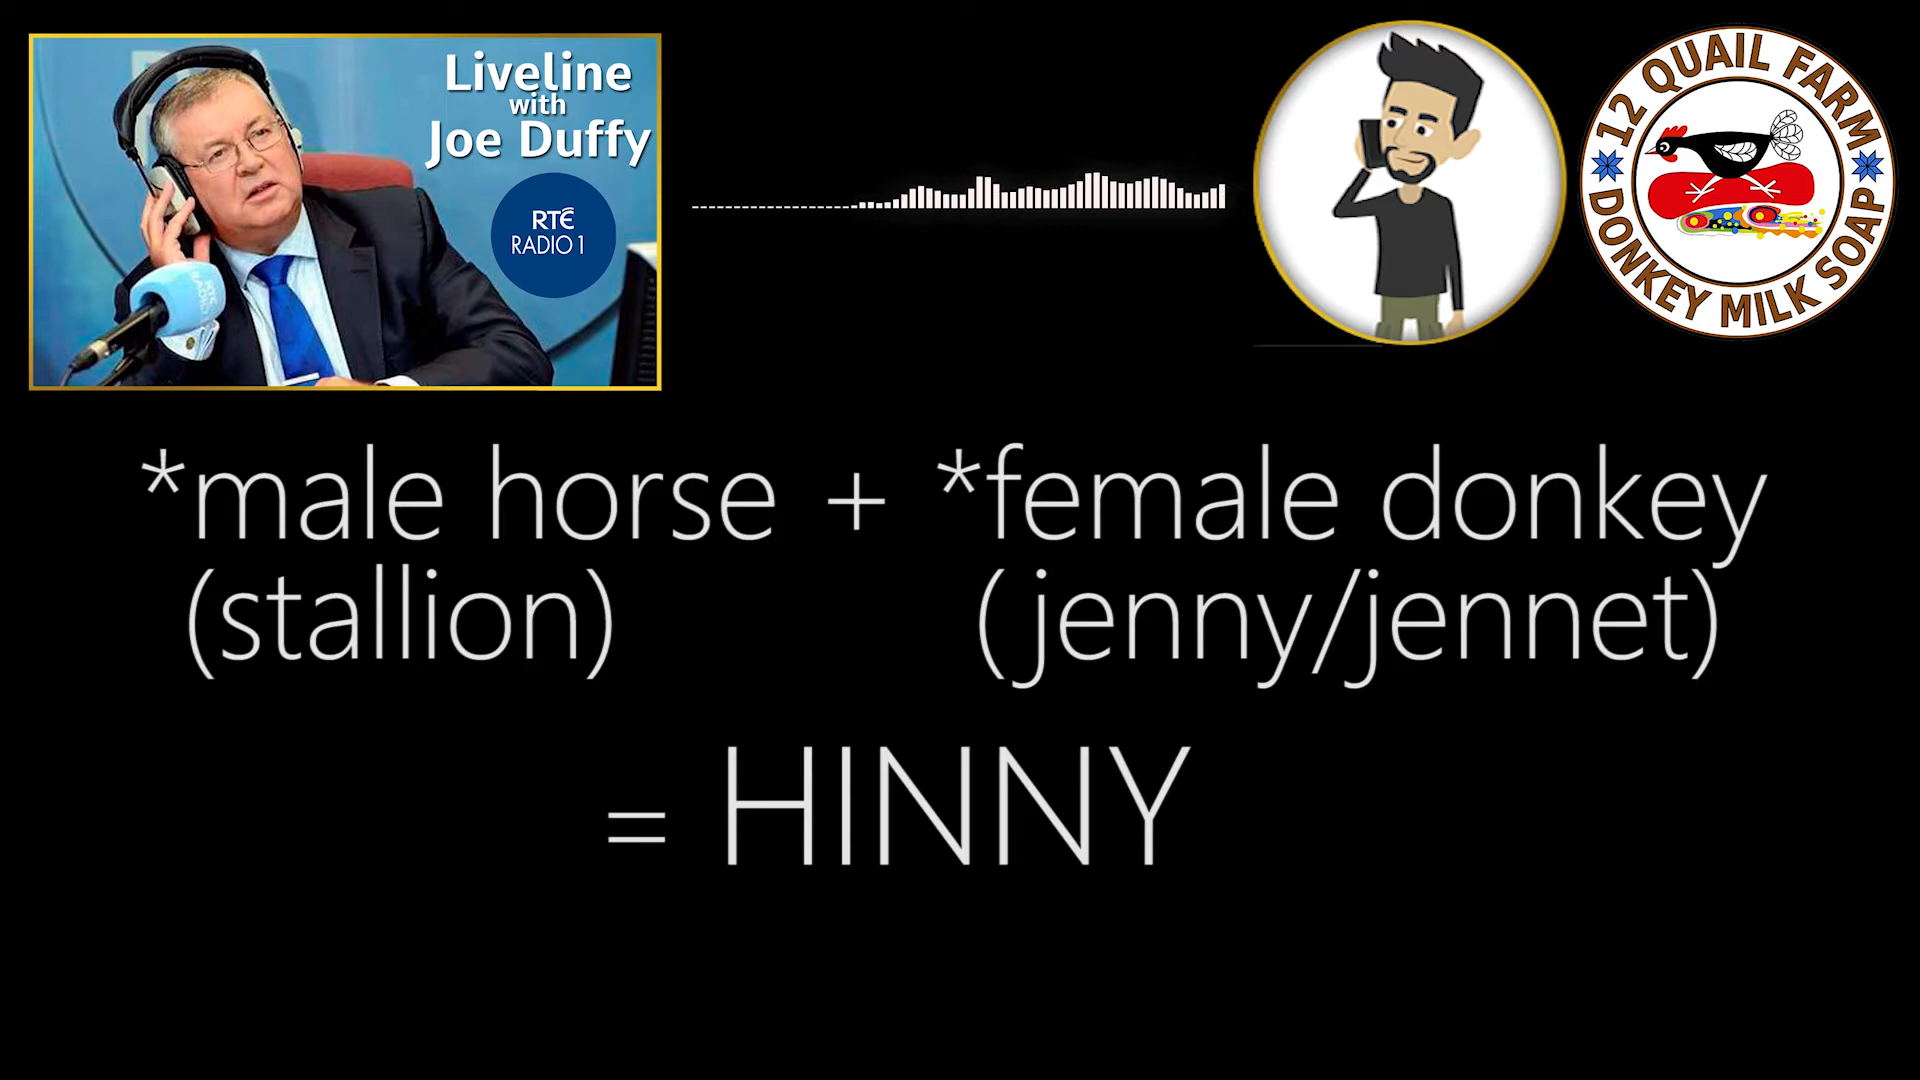 Liveline
with
Joe Duffy
RTÉ
RADIO 1
12 QUAIL FARM
DONKEY MILK SOAP
*male horse + *female donkey
(stallion) (jenny/jennet)
= HINNY